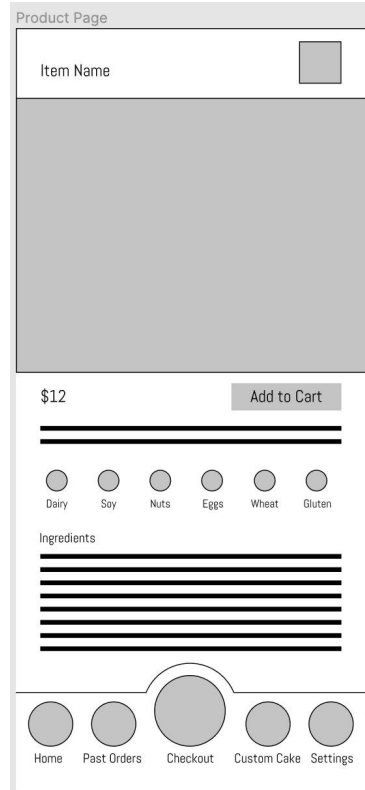 Product Page
Item Name
$12
Add to Cart
Dairy Soy Nuts Eggs Wheat Gluten
Ingredients
Home Past Orders Checkout Custom Cake Settings